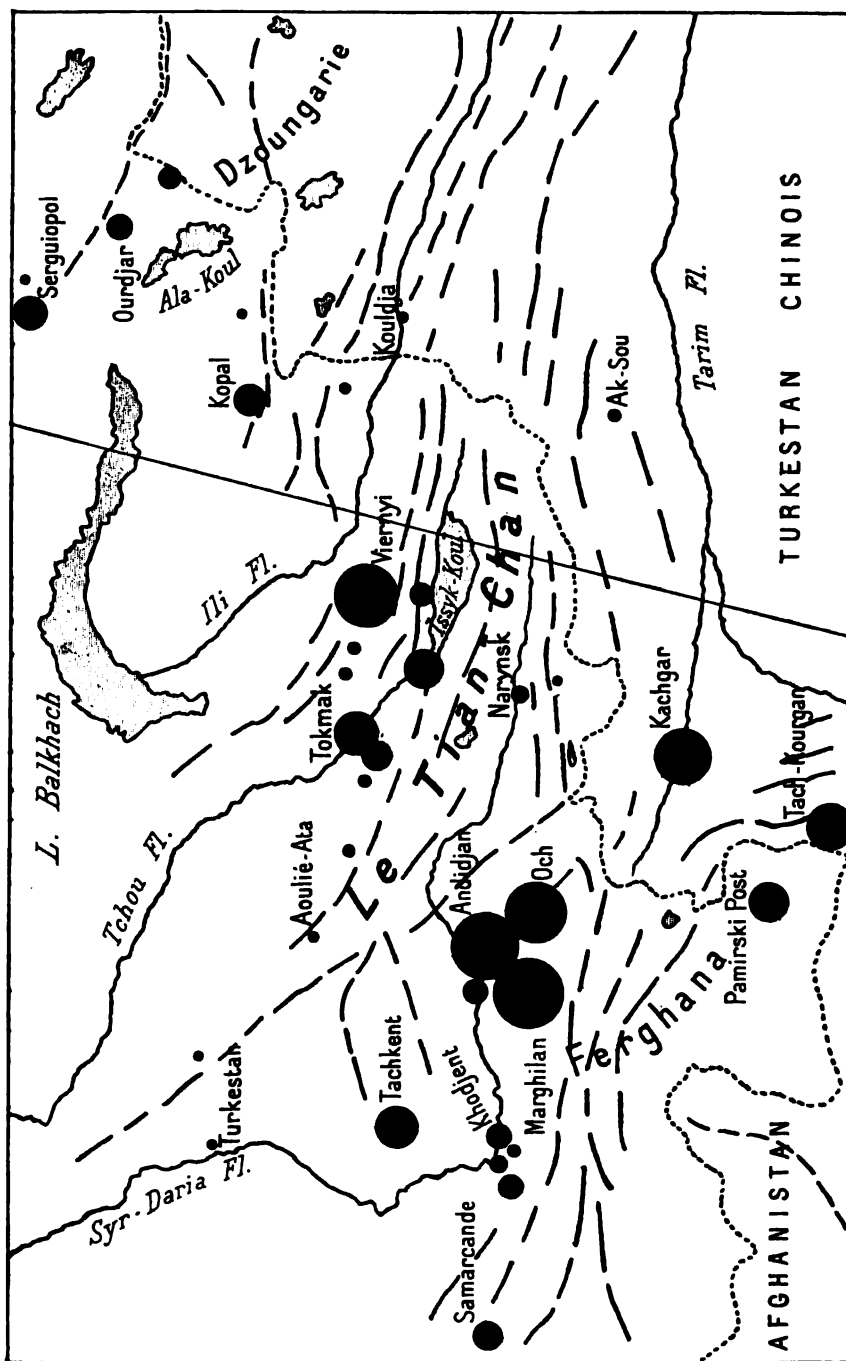 L. Balkhach
Serguiopol
Ourdjar
Dzoungarie
Ala-Koul
Ili Fl.
Kopal
Tchou Fl.
Turkestan
Aoulié-Ata
Tokmak
Viernyi
Kouldja
Syr-Daria Fl.
Tachkent
Le Tian Chan
Issyk-Koul
Khodjent
Andidjan
Narynsk
Samarcande
Marghilan
Och
Ak-Sou
Ferghana
Kachgar
Tarim Fl.
Pamirski Post
Tach-Kourgan
AFGHANISTAN
TURKESTAN CHINOIS